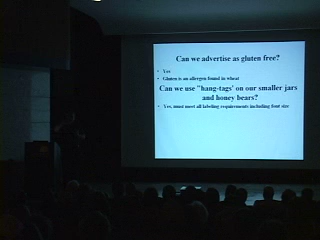 Can we advertise as gluten free?
• Yes
• Gluten is an allergen found in wheat
Can we use "hang-tags' on our smaller jars
and honey bears?
• Yes, must meet all labeling requirements including font size